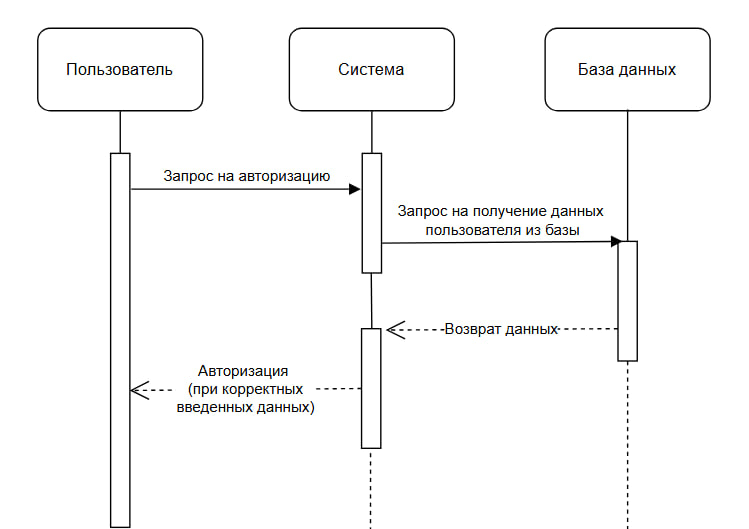 Пользователь
Система
База данных
Запрос на авторизацию
Запрос на получение данных
пользователя из базы
Возврат данных
Авторизация
(при корректных
введенных данных)